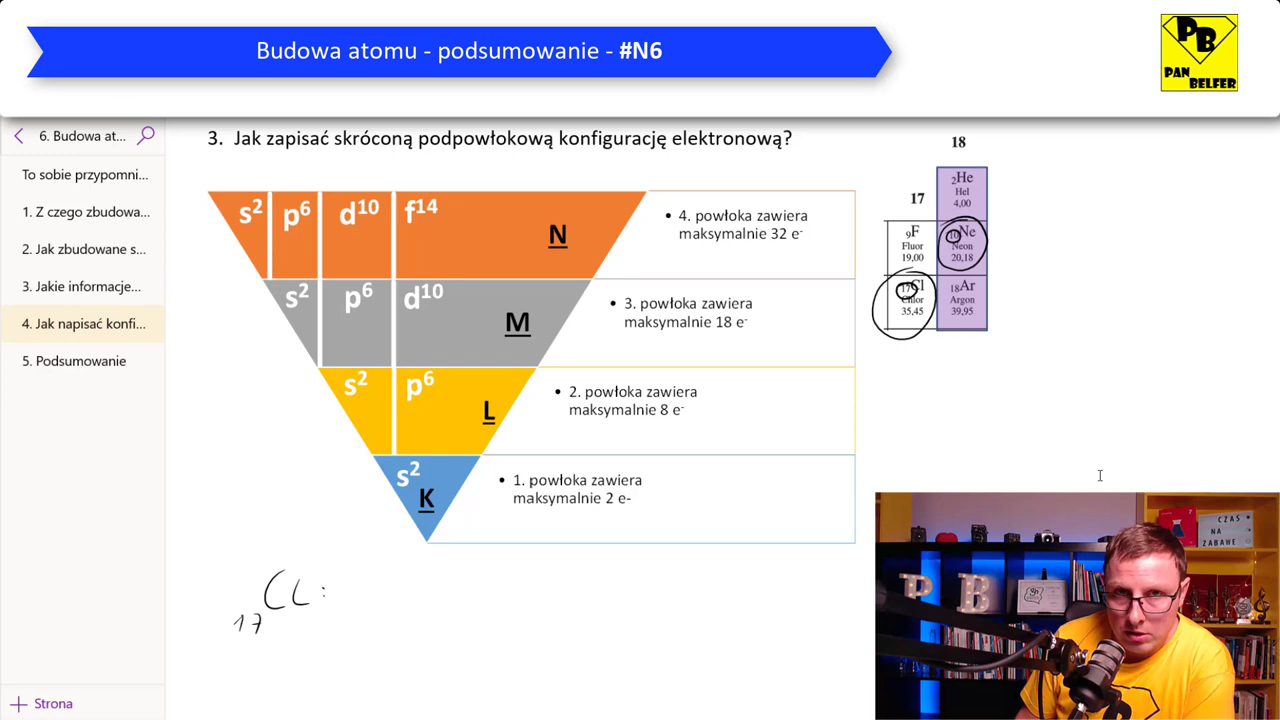 Budowa atomu - podsumowanie - #N6
PB
PAN
BELFER
6. Budowa at...
To sobie przypomni...
1. Z czego zbudowa...
2. Jak zbudowane s...
3. Jakie informacje...
4. Jak napisać konfi...
5. Podsumowanie
Strona
3. Jak zapisać skróconą podpowłokową konfigurację elektronową?
s² p⁶ d¹⁰ f¹⁴
N
• 4. powłoka zawiera
maksymalnie 32 e⁻
s² p⁶ d¹⁰
M
• 3. powłoka zawiera
maksymalnie 18 e⁻
s² p⁶
L
• 2. powłoka zawiera
maksymalnie 8 e⁻
s²
K
• 1. powłoka zawiera
maksymalnie 2 e-
18
₂He
Hel
4,00
17
₉F
Fluor
19,00
₁₀Ne
Neon
20,18
₁₇Cl
Chlor
35,45
₁₈Ar
Argon
39,95
₁₇Cl:
CZAS
NA
ZABAWE
P B